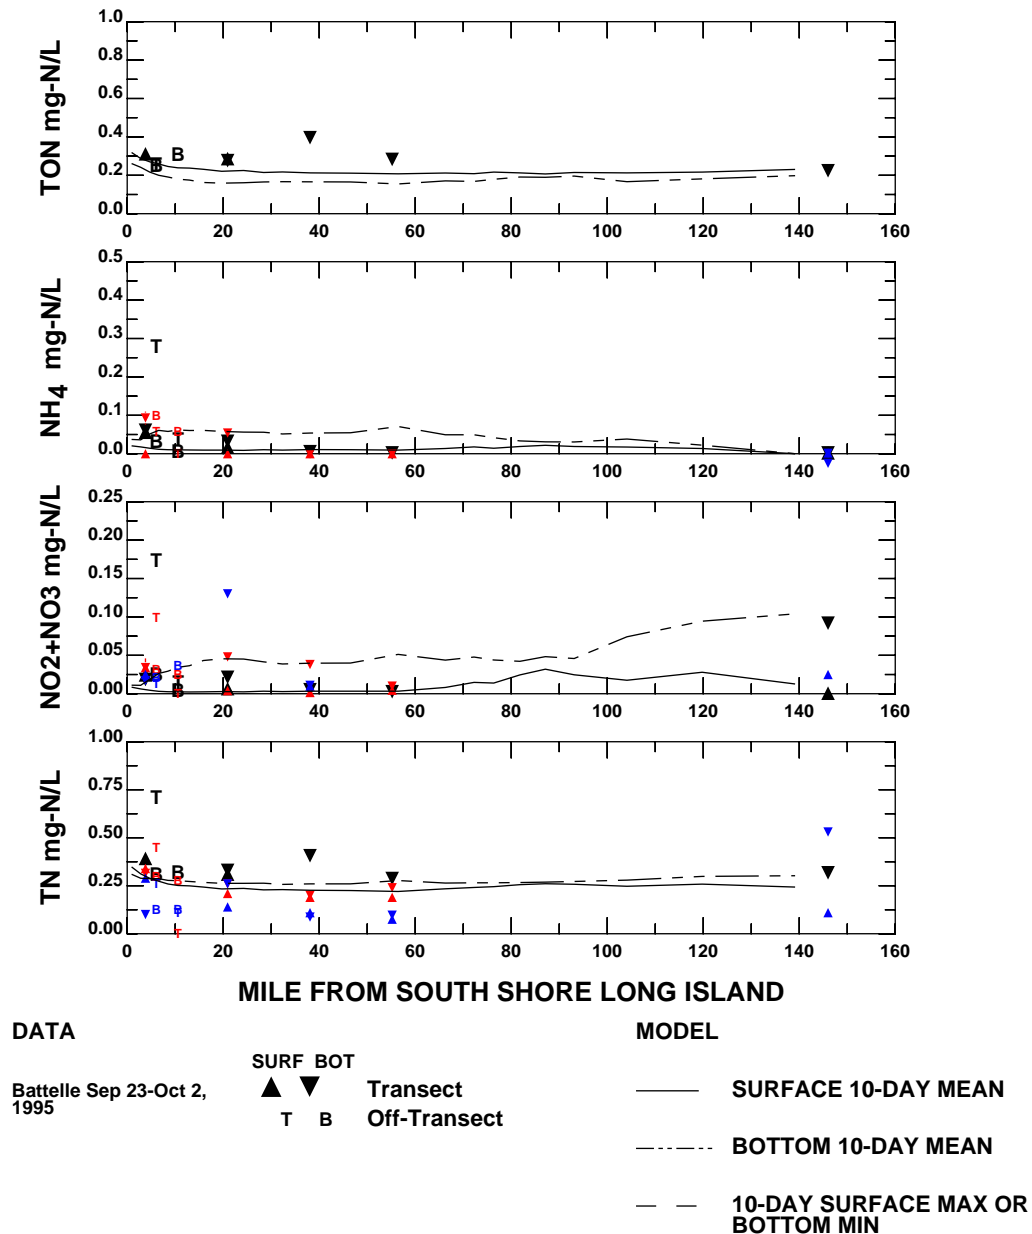 TON mg-N/L
1.0
0.8
0.6
0.4
0.2
0.0
0 20 40 60 80 100 120 140 160
T
B
B
NH4 mg-N/L
0.5
0.4
0.3
0.2
0.1
0.0
0 20 40 60 80 100 120 140 160
T
B
T
B
B
T
B
T
B
NO2+NO3 mg-N/L
0.25
0.20
0.15
0.10
0.05
0.00
0 20 40 60 80 100 120 140 160
T
T
B
B
B
T
B
T
B
TN mg-N/L
1.00
0.75
0.50
0.25
0.00
0 20 40 60 80 100 120 140 160
T
T
B
B
B
T
B
B
T
T
MILE FROM SOUTH SHORE LONG ISLAND
DATA
MODEL
SURF BOT
Battelle Sep 23-Oct 2,
1995
Transect
T B Off-Transect
SURFACE 10-DAY MEAN
BOTTOM 10-DAY MEAN
10-DAY SURFACE MAX OR
BOTTOM MIN